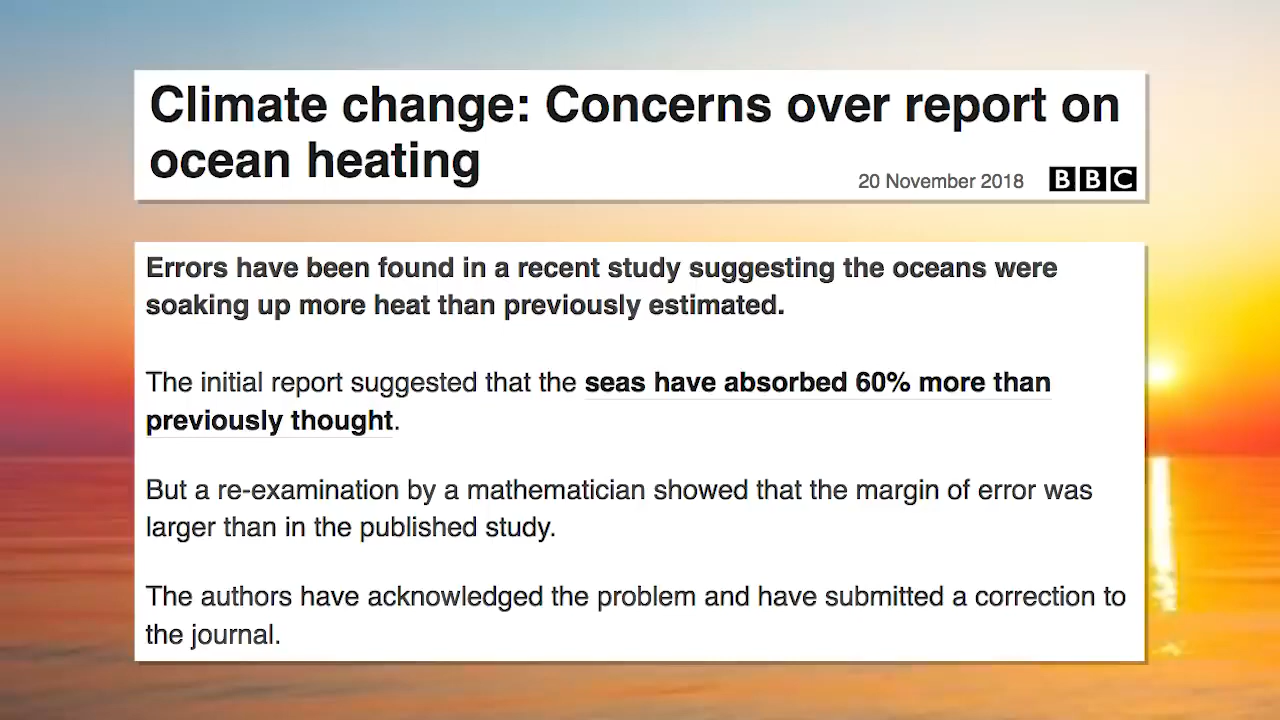 Climate change: Concerns over report on
ocean heating
20 November 2018 BBC
Errors have been found in a recent study suggesting the oceans were
soaking up more heat than previously estimated.
The initial report suggested that the seas have absorbed 60% more than
previously thought.
But a re-examination by a mathematician showed that the margin of error was
larger than in the published study.
The authors have acknowledged the problem and have submitted a correction to
the journal.